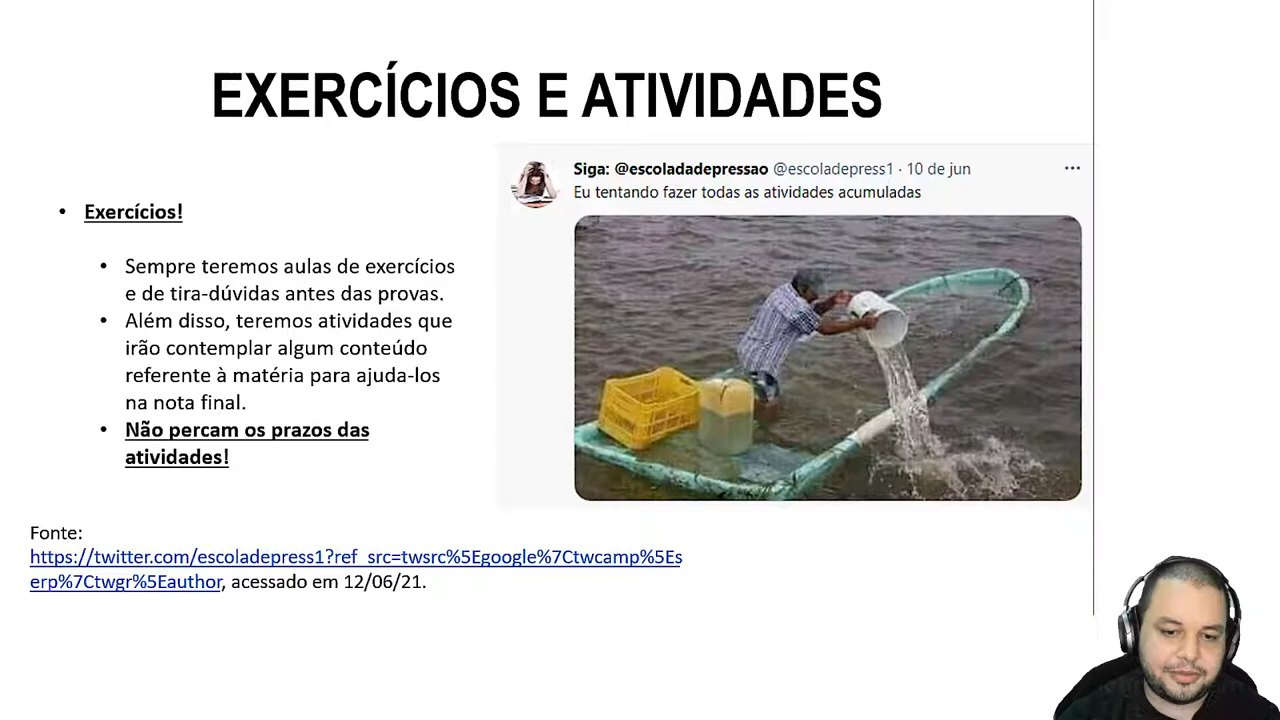 EXERCÍCIOS E ATIVIDADES
Siga: @escoladadepressao @escoladepress1 · 10 de jun
Eu tentando fazer todas as atividades acumuladas
• Exercícios!
• Sempre teremos aulas de exercícios
e de tira-dúvidas antes das provas.
• Além disso, teremos atividades que
irão contemplar algum conteúdo
referente à matéria para ajuda-los
na nota final.
• Não percam os prazos das
atividades!
Fonte:
https://twitter.com/escoladepress1?ref_src=twsrc%5Egoogle%7Ctwcamp%5Es
erp%7Ctwgr%5Eauthor, acessado em 12/06/21.